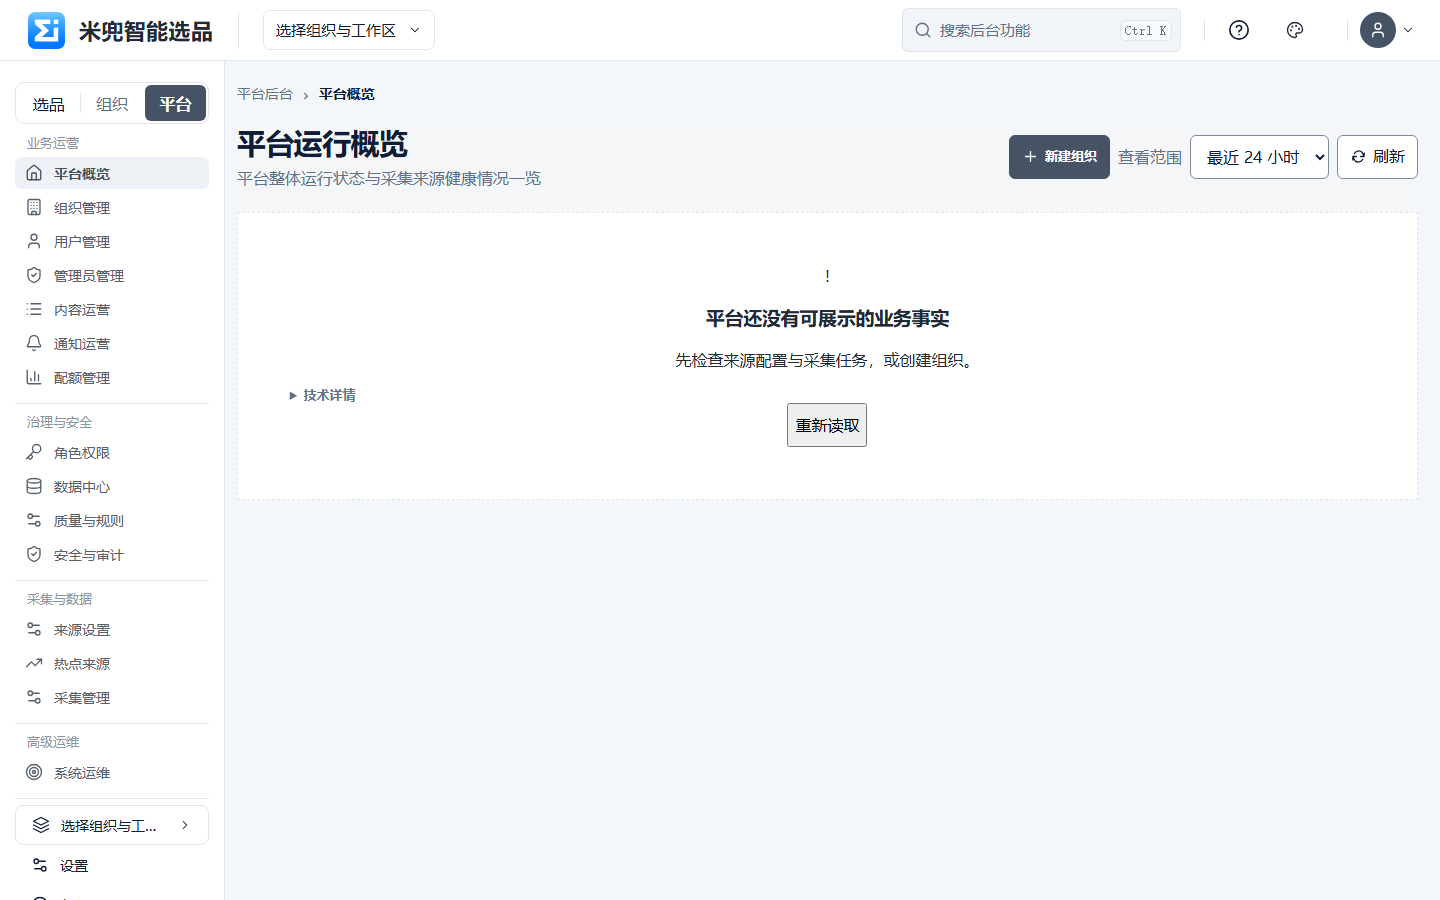 米兜智能选品
选择组织与工作区
搜索后台功能
Ctrl K
选品
组织
平台
业务运营
平台概览
组织管理
用户管理
管理员管理
内容运营
通知运营
配额管理
治理与安全
角色权限
数据中心
质量与规则
安全与审计
采集与数据
来源设置
热点来源
采集管理
高级运维
系统运维
选择组织与工...
设置
平台后台 › 平台概览
平台运行概览
平台整体运行状态与采集来源健康情况一览
新建组织
查看范围
最近 24 小时
刷新
!
平台还没有可展示的业务事实
先检查来源配置与采集任务，或创建组织。
技术详情
重新读取